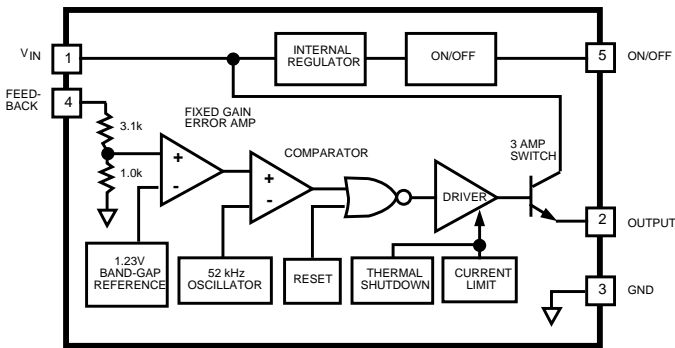 V IN
1
INTERNAL
REGULATOR
ON/OFF
5
ON/OFF
FEED-
BACK
4
3.1k
1.0k
FIXED GAIN
ERROR AMP
+
-
COMPARATOR
+
-
DRIVER
3 AMP
SWITCH
2
OUTPUT
1.23V
BAND-GAP
REFERENCE
52 kHz
OSCILLATOR
RESET
THERMAL
SHUTDOWN
CURRENT
LIMIT
3
GND